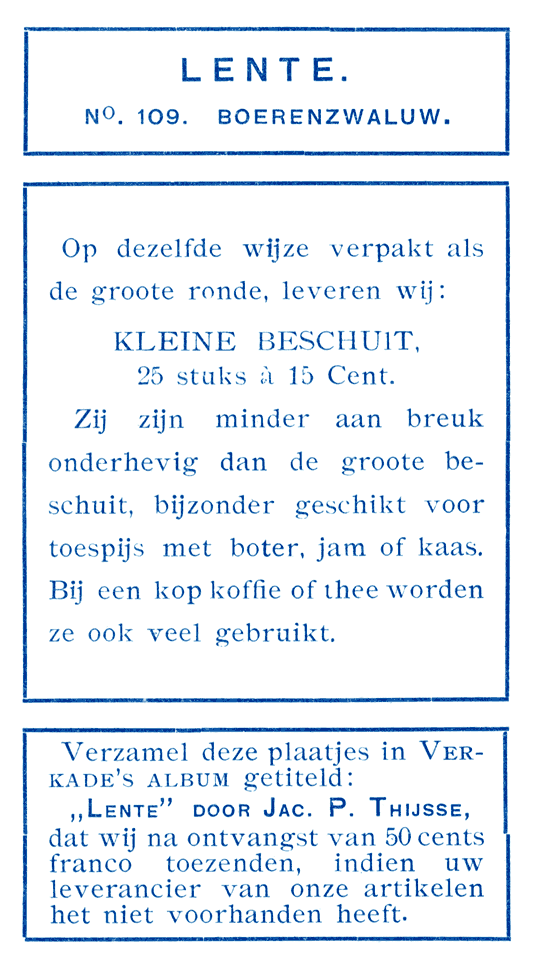 LENTE.
No. 109. BOERENZWALUW.
Op dezelfde wijze verpakt als
de groote ronde, leveren wij:
KLEINE BESCHUIT,
25 stuks à 15 Cent.
Zij zijn minder aan breuk
onderhevig dan de groote be-
schuit, bijzonder geschikt voor
toespijs met boter, jam of kaas.
Bij een kop koffie of thee worden
ze ook veel gebruikt.
Verzamel deze plaatjes in VER-
KADE'S ALBUM getiteld:
„LENTE” DOOR JAC. P. THIJSSE,
dat wij na ontvangst van 50 cents
franco toezenden, indien uw
leverancier van onze artikelen
het niet voorhanden heeft.